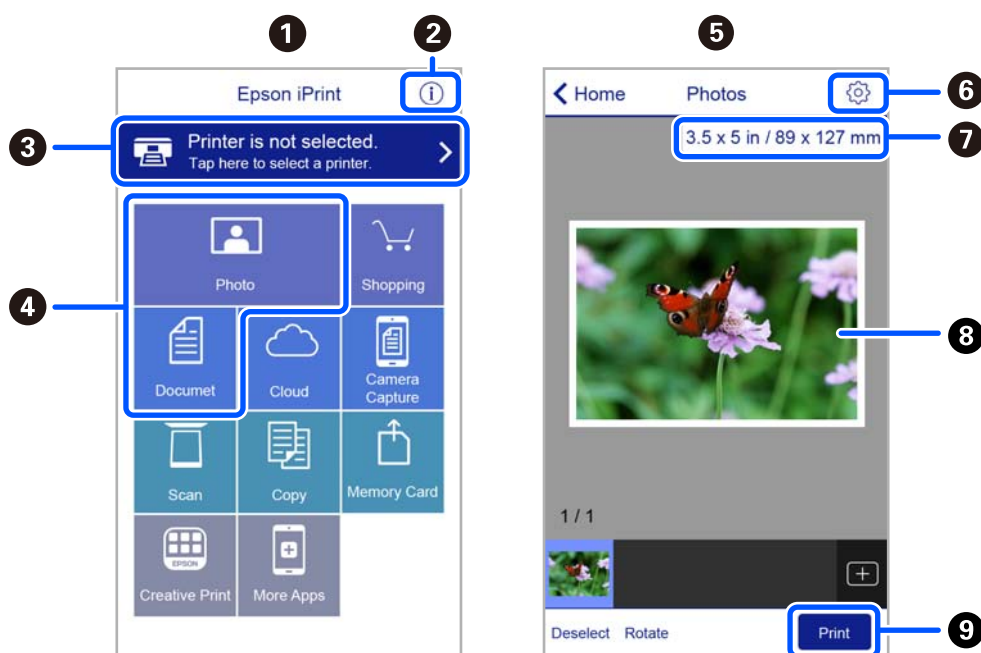 1
2
Epson iPrint
3
Printer is not selected.
Tap here to select a printer.
4
Photo
Shopping
Documet
Cloud
Camera
Capture
Scan
Copy
Memory Card
EPSON
Creative Print
More Apps
5
Home
Photos
6
3.5 x 5 in / 89 x 127 mm
7
8
1 / 1
Deselect
Rotate
Print
9